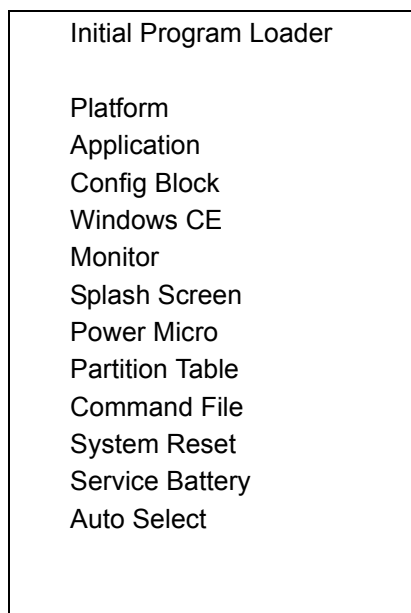 Initial Program Loader
Platform
Application
Config Block
Windows CE
Monitor
Splash Screen
Power Micro
Partition Table
Command File
System Reset
Service Battery
Auto Select